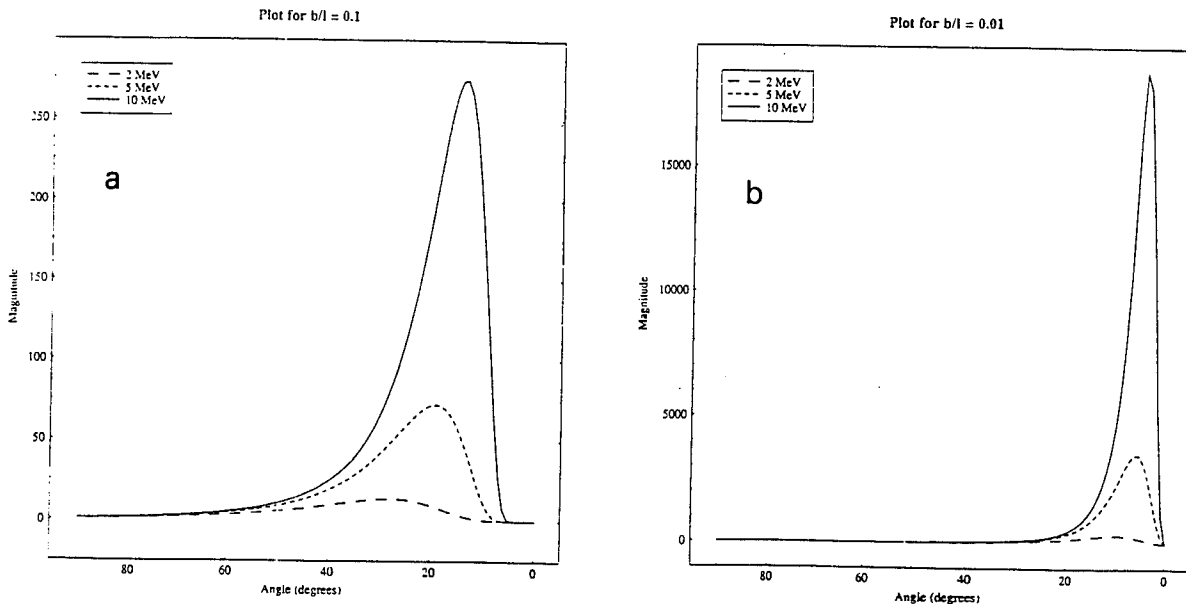 Plot for b/l = 0.1
2 MeV
5 MeV
10 MeV
a
250
200
150
100
50
0
Magnitude
80
60
40
20
0
Angle (degrees)
Plot for b/l = 0.01
2 MeV
5 MeV
10 MeV
b
15000
10000
5000
0
Magnitude
80
60
40
20
0
Angle (degrees)